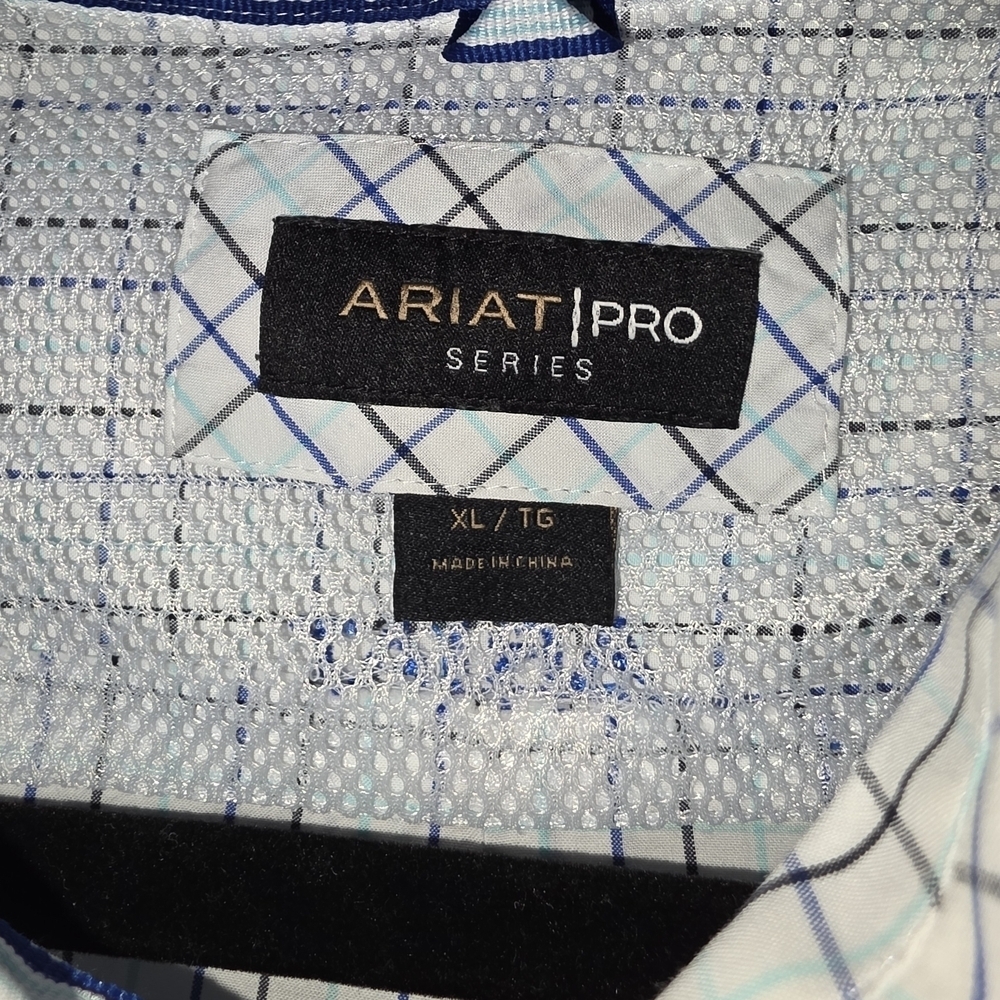 ARIAT|PRO
SERIES
XL / TG
MADE IN CHINA